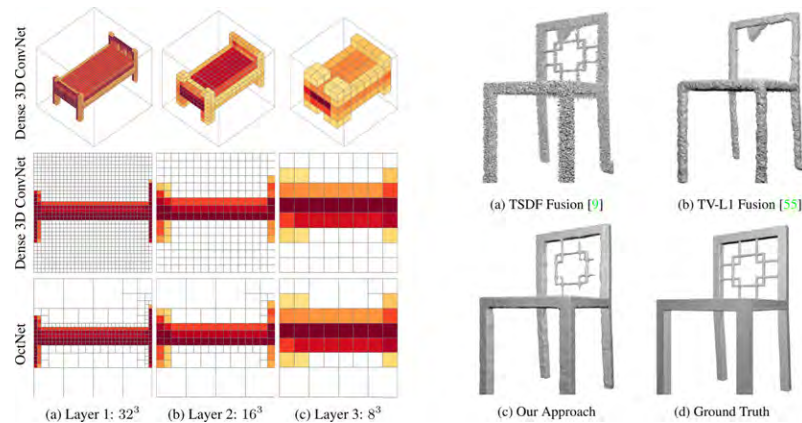 Dense 3D ConvNet
Dense 3D ConvNet
OctNet
(a) Layer 1: 32³
(b) Layer 2: 16³
(c) Layer 3: 8³
(a) TSDF Fusion [9]
(b) TV-L1 Fusion [55]
(c) Our Approach
(d) Ground Truth